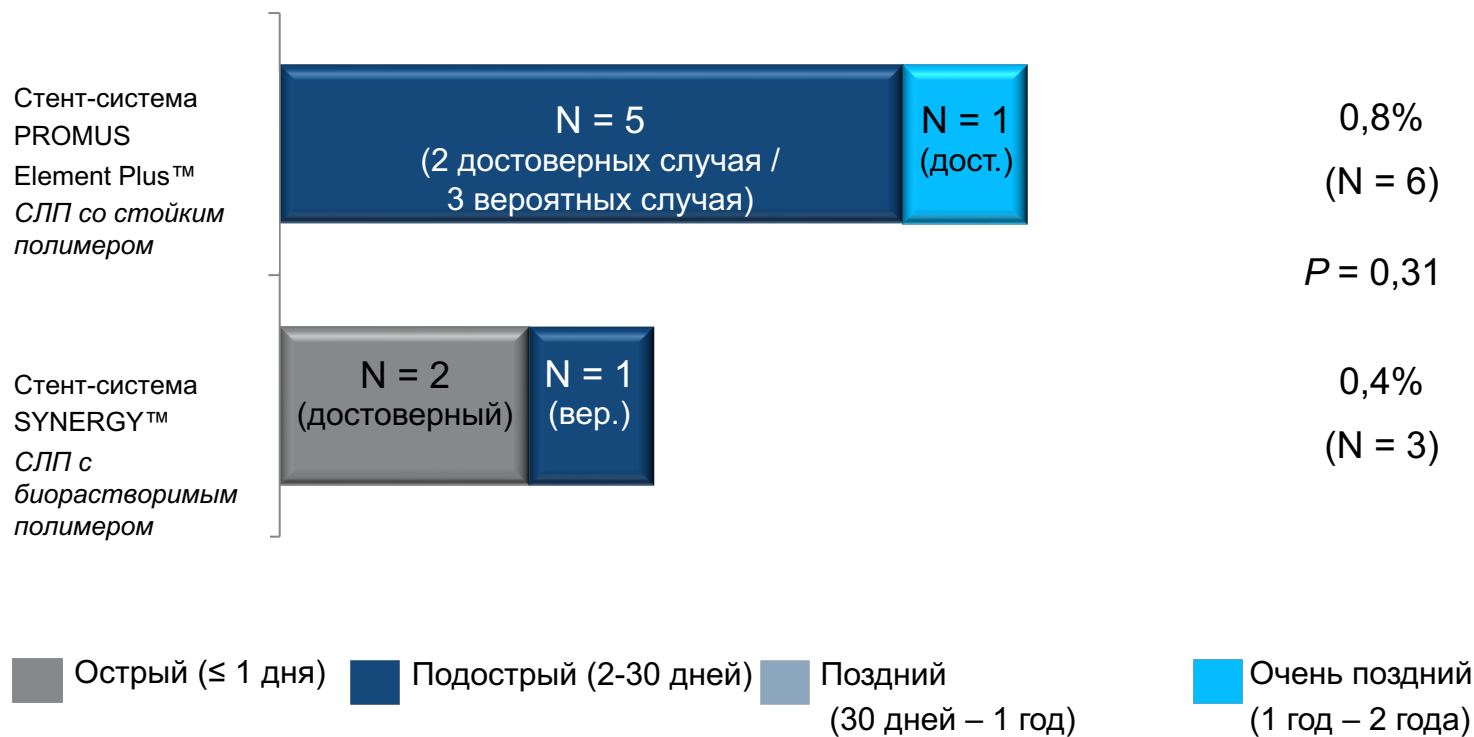 Стент-система
PROMUS
Element Plus™
СЛП со стойким
полимером
N = 5
(2 достоверных случая /
3 вероятных случая)
N = 1
(дост.)
0,8%
(N = 6)
P = 0,31
Стент-система
SYNERGY™
СЛП с
биорастворимым
полимером
N = 2
(достоверный)
N = 1
(вер.)
0,4%
(N = 3)
Острый (≤ 1 дня)
Подострый (2-30 дней)
Поздний
(30 дней – 1 год)
Очень поздний
(1 год – 2 года)